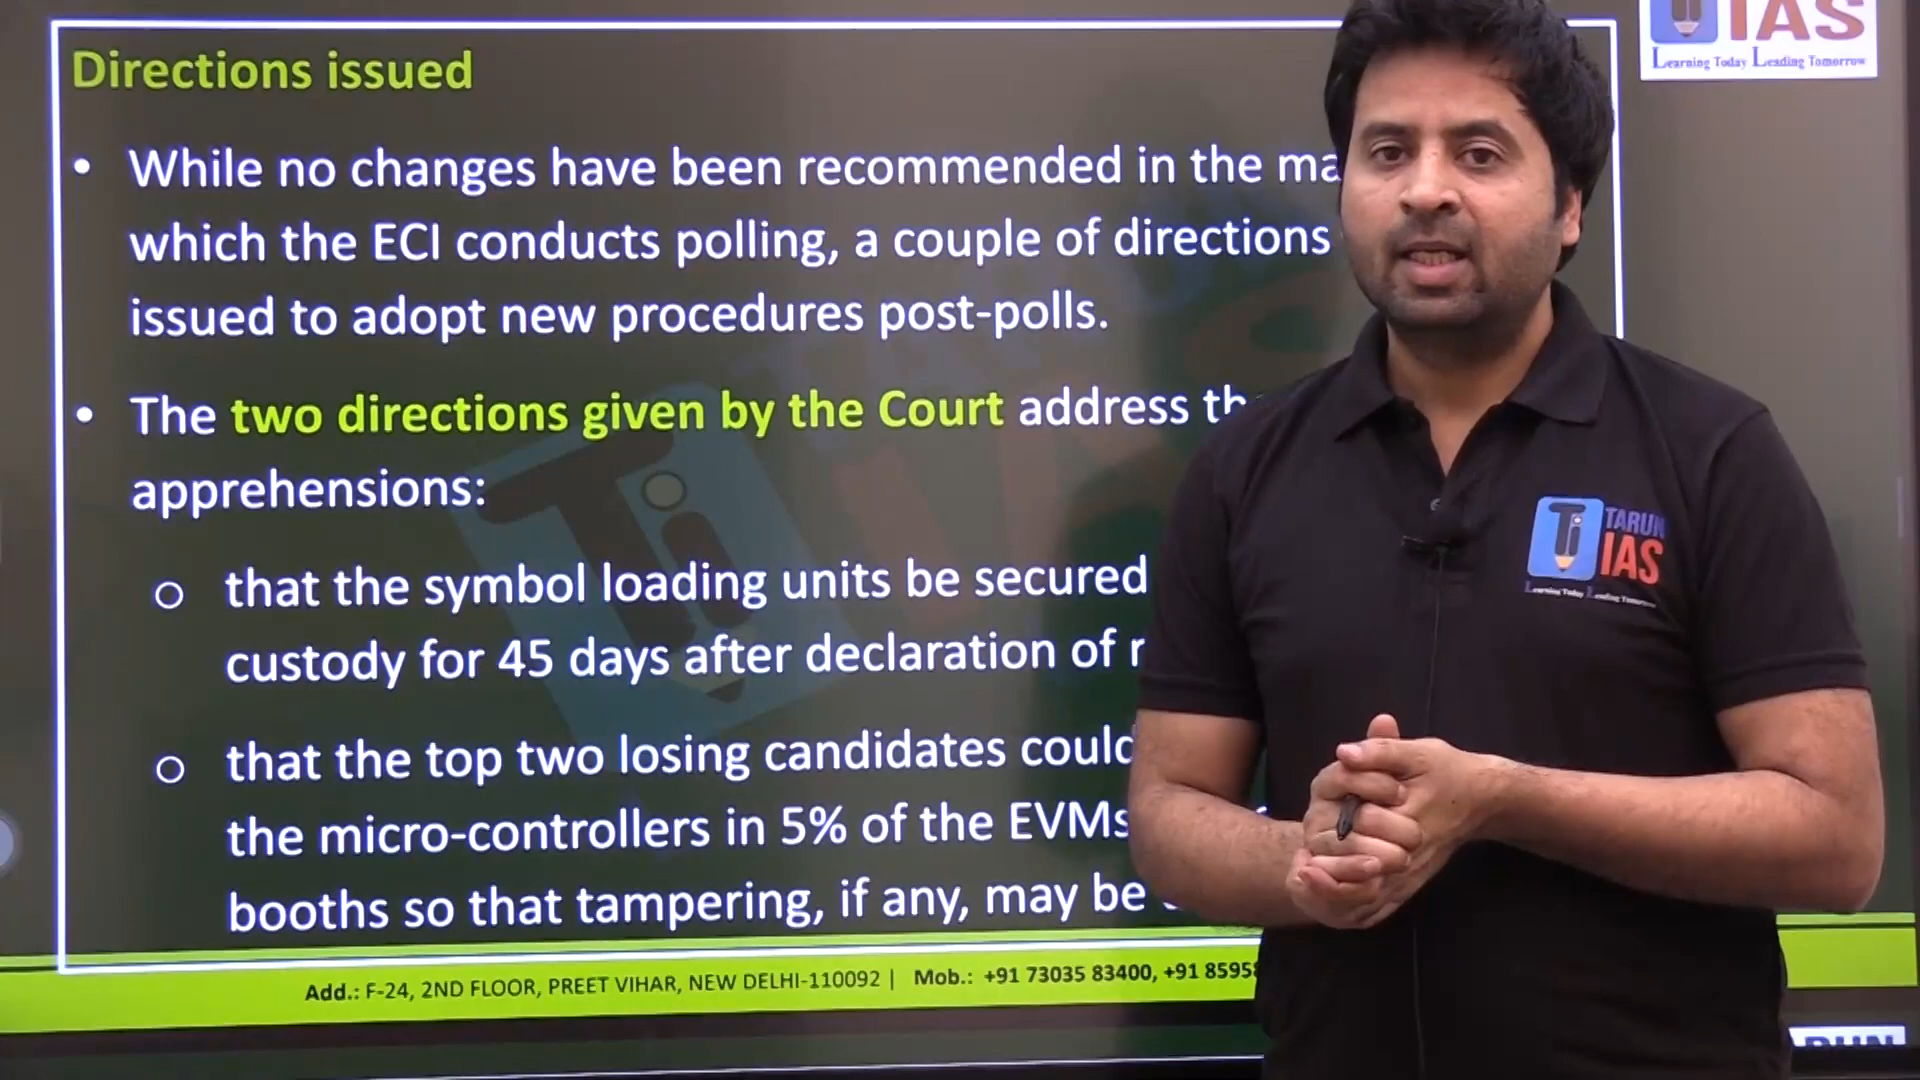 Directions issued
IAS
Learning Today Leading Tomorrow
• While no changes have been recommended in the
which the ECI conducts polling, a couple of directions
issued to adopt new procedures post-polls.
• The two directions given by the Court address
apprehensions:
o that the symbol loading units be secured
custody for 45 days after declaration of
o that the top two losing candidates could
the micro-controllers in 5% of the EVMs
booths so that tampering, if any, may be
TARUN
IAS
Learning Today Leading Tomorrow
Add.: F-24, 2ND FLOOR, PREET VIHAR, NEW DELHI-110092 | Mob.: +91 73035 83400, +91 8595